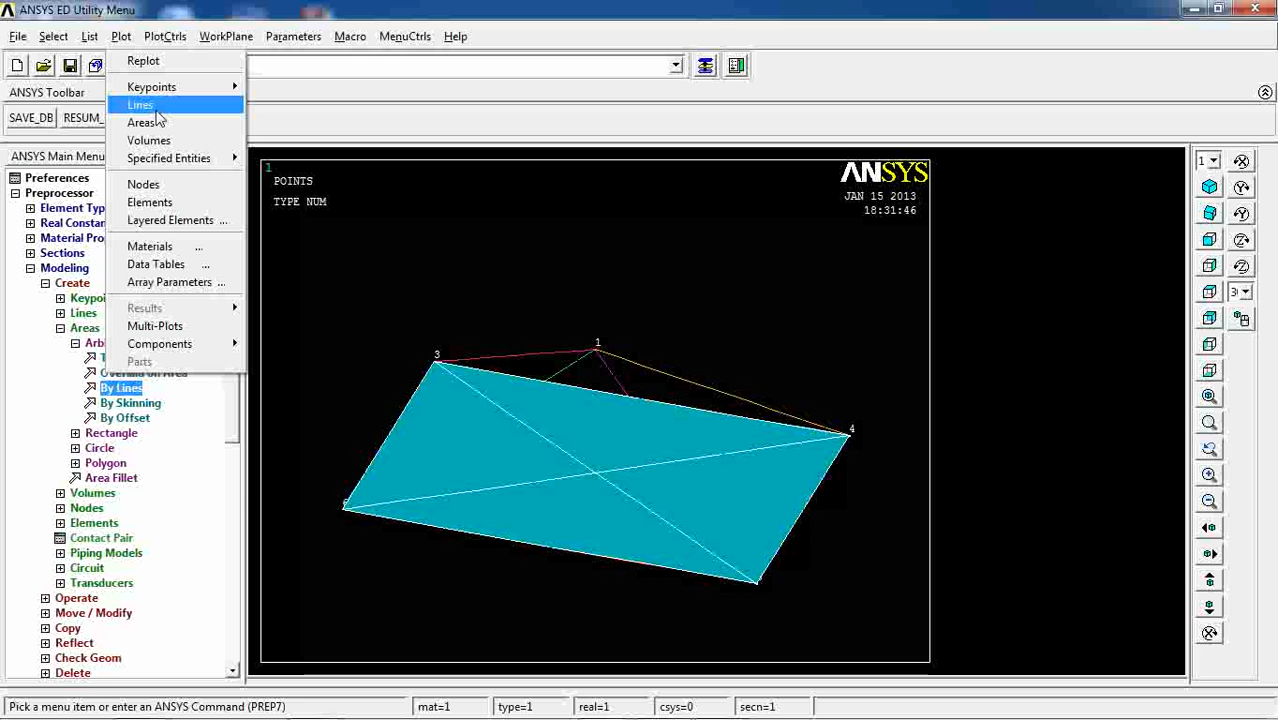 ANSYS ED Utility Menu
File Select List Plot PlotCtrls WorkPlane Parameters Macro MenuCtrls Help
Replot
Keypoints
Lines
Areas
Volumes
Specified Entities
Nodes
Elements
Layered Elements ...
Materials ...
Data Tables ...
Array Parameters ...
Results
Multi-Plots
Components
Parts
ANSYS Toolbar
SAVE_DB RESUM_
ANSYS Main Menu
Preferences
Preprocessor
Element Typ
Real Constan
Material Prop
Sections
Modeling
Create
Keypoi
Lines
Areas
Arb
By Lines
By Skinning
By Offset
Rectangle
Circle
Polygon
Area Fillet
Volumes
Nodes
Elements
Contact Pair
Piping Models
Circuit
Transducers
Operate
Move / Modify
Copy
Reflect
Check Geom
Delete
1
POINTS
TYPE NUM
ANSYS
JAN 15 2013
18:31:46
1
3
4
1
Pick a menu item or enter an ANSYS Command (PREP7) mat=1 type=1 real=1 csys=0 secn=1